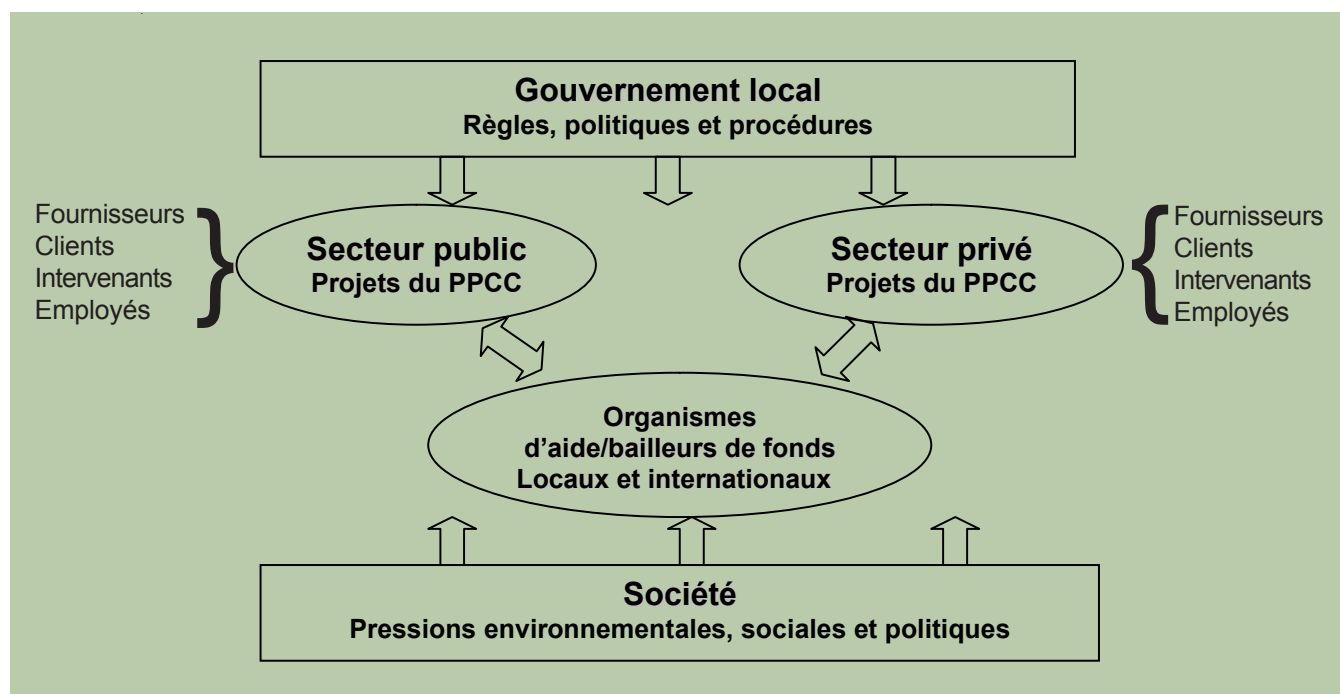 Gouvernement local
Règles, politiques et procédures
Fournisseurs
Clients
Intervenants
Employés
Secteur public
Projets du PPCC
Secteur privé
Projets du PPCC
Fournisseurs
Clients
Intervenants
Employés
Organismes
d'aide/bailleurs de fonds
Locaux et internationaux
Société
Pressions environnementales, sociales et politiques